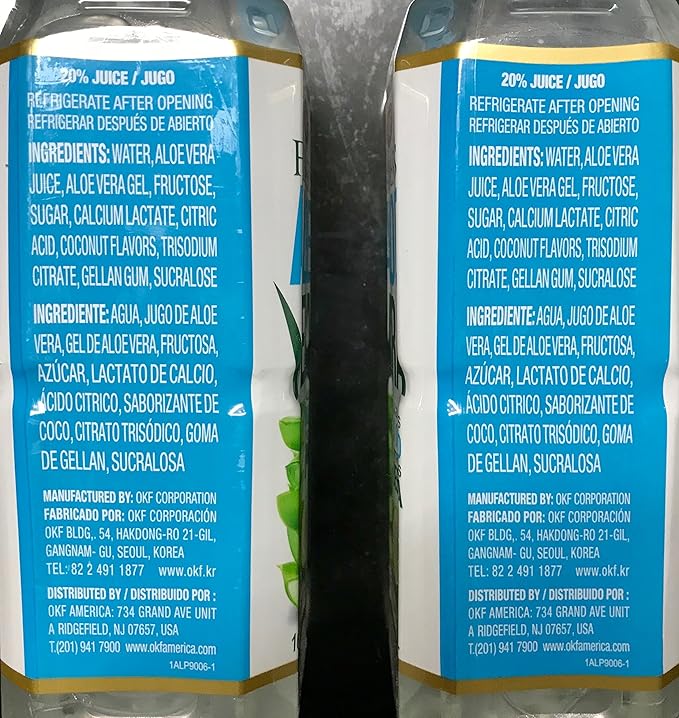 20% JUICE / JUGO
REFRIGERATE AFTER OPENING
REFRIGERAR DESPUÉS DE ABIERTO
INGREDIENTS: WATER, ALOE VERA
JUICE, ALOE VERA GEL, FRUCTOSE,
SUGAR, CALCIUM LACTATE, CITRIC
ACID, COCONUT FLAVORS, TRISODIUM
CITRATE, GELLAN GUM, SUCRALOSE
INGREDIENTE: AGUA, JUGO DE ALOE
VERA, GEL DE ALOE VERA, FRUCTOSA,
AZÚCAR, LACTATO DE CALCIO,
ÁCIDO CITRICO, SABORIZANTE DE
COCO, CITRATO TRISÓDICO, GOMA
DE GELLAN, SUCRALOSA
MANUFACTURED BY: OKF CORPORATION
FABRICADO POR: OKF CORPORACIÓN
OKF BLDG,. 54, HAKDONG-RO 21-GIL,
GANGNAM- GU, SEOUL, KOREA
TEL: 82 2 491 1877 www.okf.kr
DISTRIBUTED BY / DISTRIBUIDO POR :
OKF AMERICA: 734 GRAND AVE UNIT
A RIDGEFIELD, NJ 07657, USA
T.(201) 941 7900 www.okfamerica.com
1ALP9006-1
20% JUICE / JUGO
REFRIGERATE AFTER OPENING
REFRIGERAR DESPUÉS DE ABIERTO
INGREDIENTS: WATER, ALOE VERA
JUICE, ALOE VERA GEL, FRUCTOSE,
SUGAR, CALCIUM LACTATE, CITRIC
ACID, COCONUT FLAVORS, TRISODIUM
CITRATE, GELLAN GUM, SUCRALOSE
INGREDIENTE: AGUA, JUGO DE ALOE
VERA, GEL DE ALOE VERA, FRUCTOSA,
AZÚCAR, LACTATO DE CALCIO,
ÁCIDO CITRICO, SABORIZANTE DE
COCO, CITRATO TRISÓDICO, GOMA
DE GELLAN, SUCRALOSA
MANUFACTURED BY: OKF CORPORATION
FABRICADO POR: OKF CORPORACIÓN
OKF BLDG,. 54, HAKDONG-RO 21-GIL,
GANGNAM- GU, SEOUL, KOREA
TEL: 82 2 491 1877 www.okf.kr
DISTRIBUTED BY / DISTRIBUIDO POR :
OKF AMERICA: 734 GRAND AVE UNIT
A RIDGEFIELD, NJ 07657, USA
T.(201) 941 7900 www.okfamerica.com
1ALP9006-1